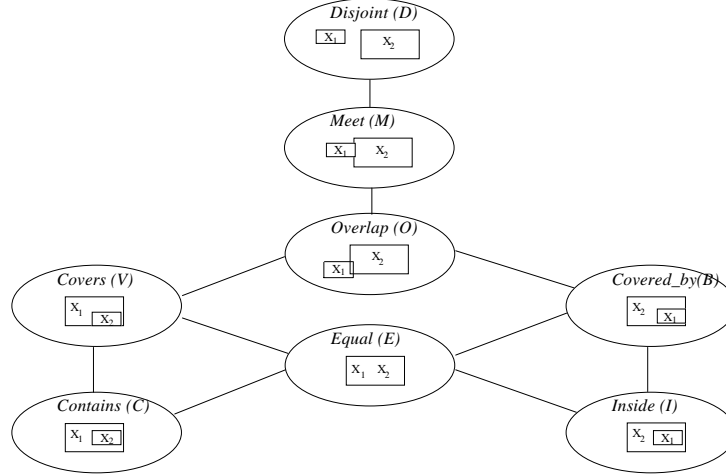 Disjoint (D)
X1
X2
Meet (M)
X1
X2
Overlap (O)
X1
X2
Covers (V)
X1
X2
Covered_by(B)
X2
X1
Equal (E)
X1 X2
Contains (C)
X1
X2
Inside (I)
X2
X1